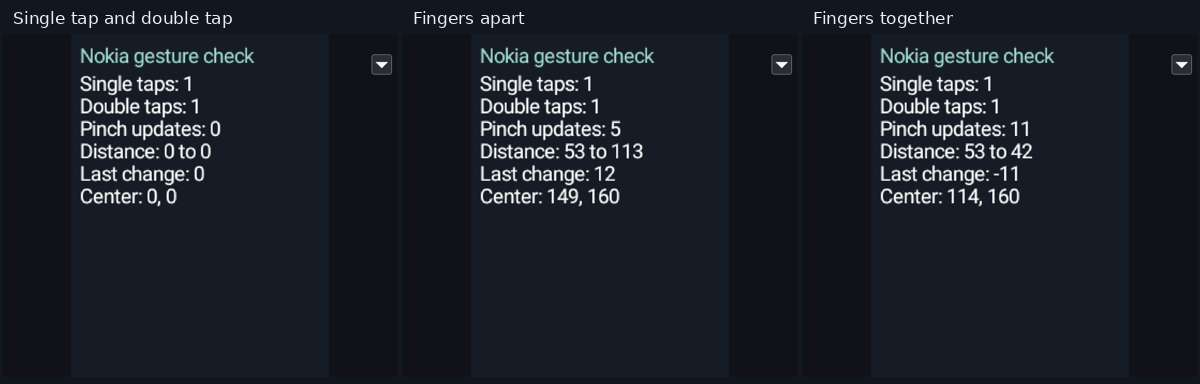 Single tap and double tap
Nokia gesture check
Single taps: 1
Double taps: 1
Pinch updates: 0
Distance: 0 to 0
Last change: 0
Center: 0, 0
Fingers apart
Nokia gesture check
Single taps: 1
Double taps: 1
Pinch updates: 5
Distance: 53 to 113
Last change: 12
Center: 149, 160
Fingers together
Nokia gesture check
Single taps: 1
Double taps: 1
Pinch updates: 11
Distance: 53 to 42
Last change: -11
Center: 114, 160